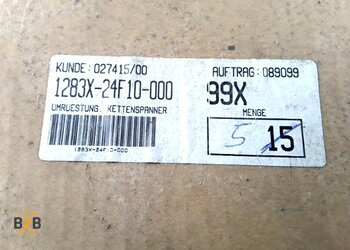 KUNDE: 027415/00 AUFTRAG: 089099
1283X-24F10-000 99X
UMRUESTUNG, KETTENSPANNER MENGE
5 15
1283X-24F10-000
B B